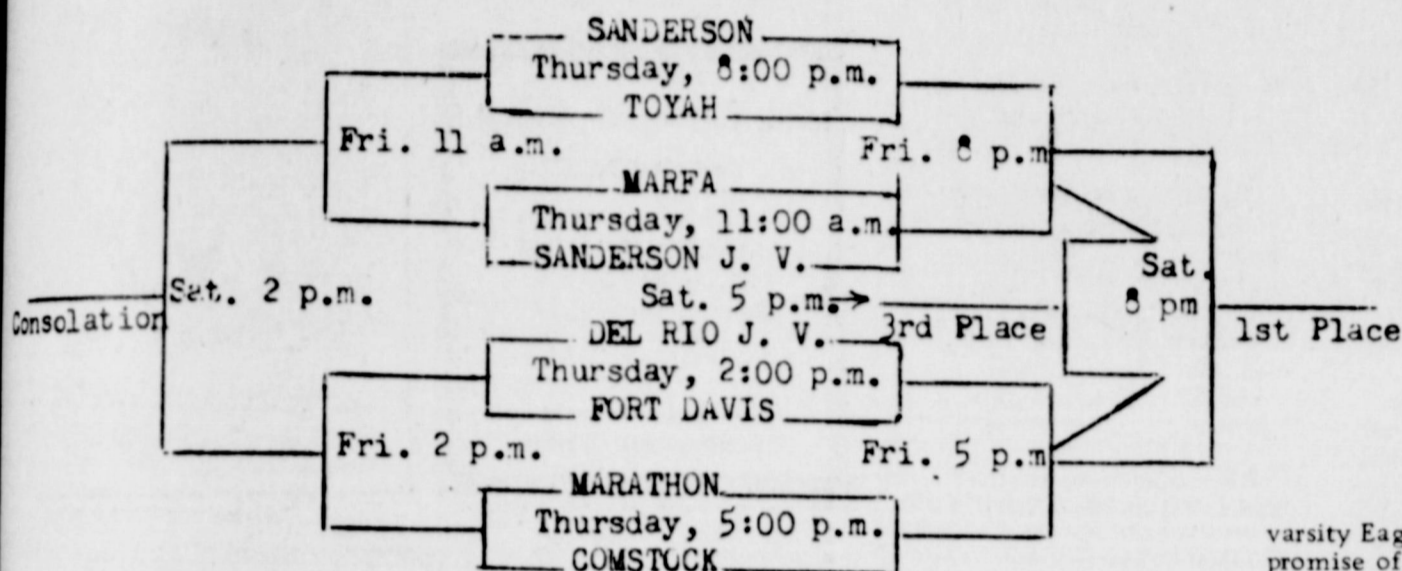 SANDERSON
Thursday, 8:00 p.m.
TOYAH
Fri. 11 a.m.
Fri. 8 p.m
MARFA
Thursday, 11:00 a.m.
SANDERSON J. V.
Sat. 2 p.m.
Consolation
Sat. 5 p.m.
3rd Place
Sat.
8 pm
1st Place
DEL RIO J. V.
Thursday, 2:00 p.m.
FORT DAVIS
Fri. 2 p.m.
Fri. 5 p.m
MARATHON
Thursday, 5:00 p.m.
COMSTOCK
varsity Eag
promise of